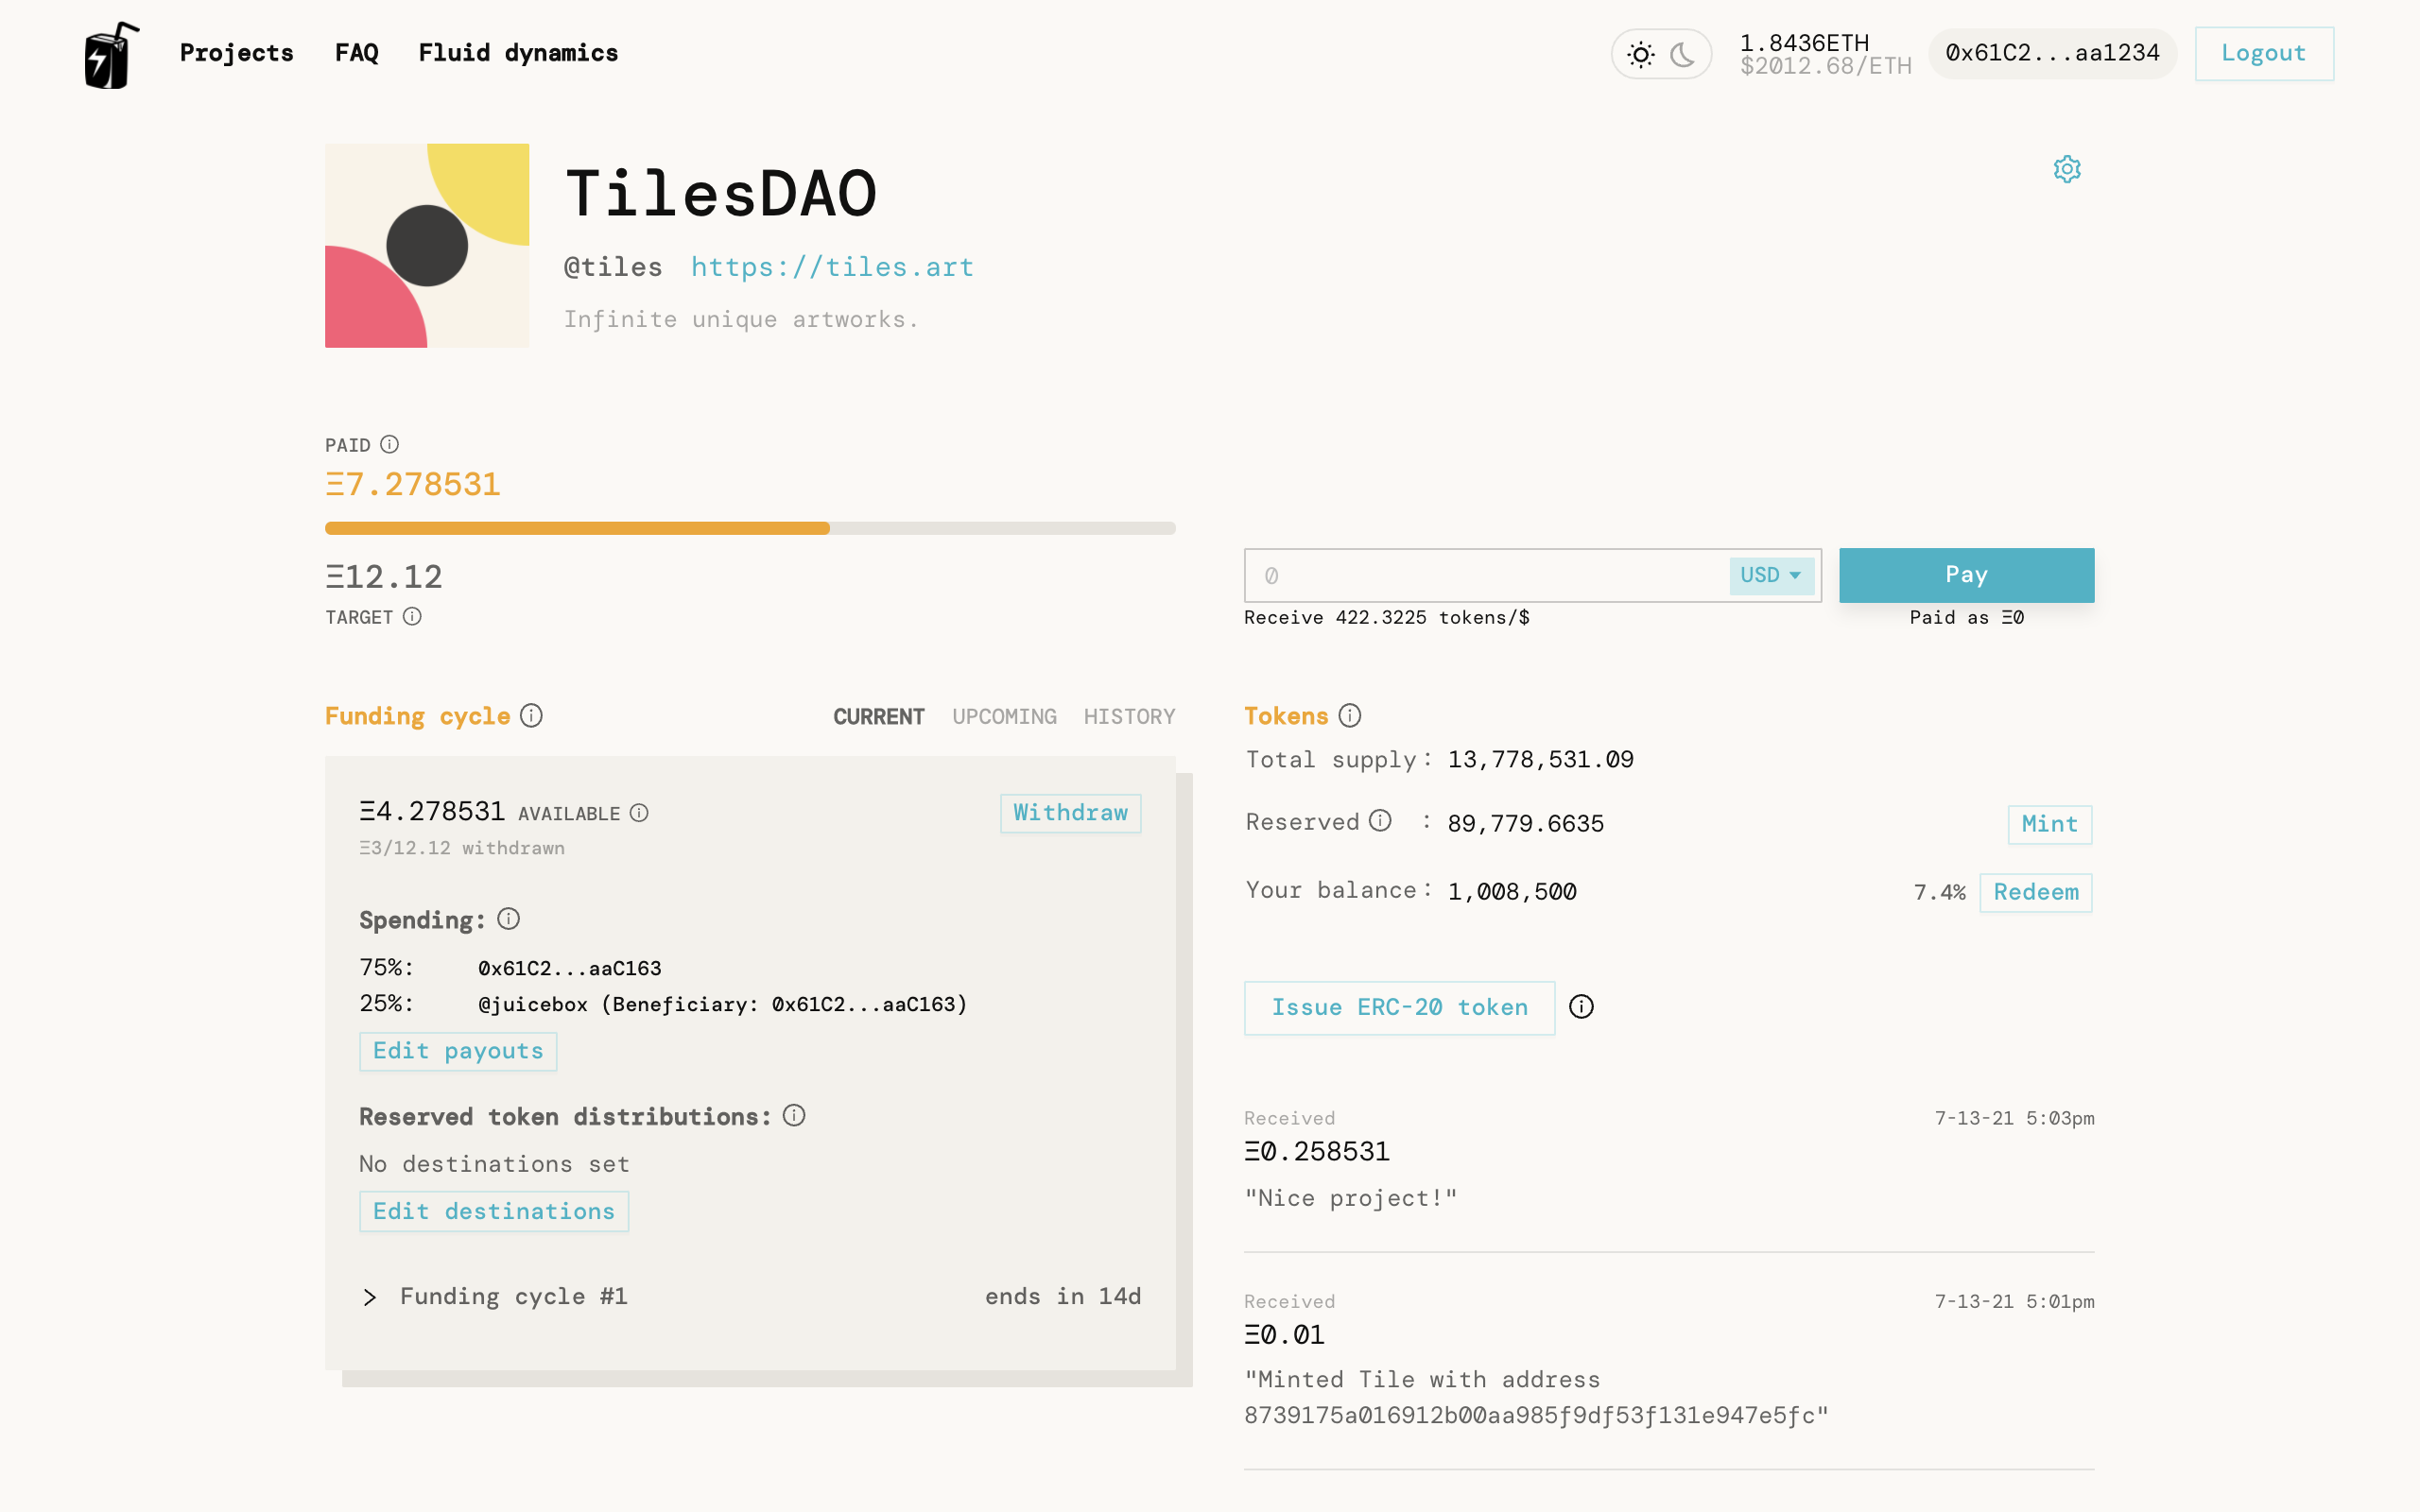 Projects FAQ Fluid dynamics
1.8436ETH
$2012.68/ETH
0x61C2...aa1234
Logout
TilesDAO
@tiles https://tiles.art
Infinite unique artworks.
PAID
Ξ7.278531
Ξ12.12
TARGET
0 USD
Pay
Receive 422.3225 tokens/$
Paid as Ξ0
Funding cycle
CURRENT UPCOMING HISTORY
Ξ4.278531 AVAILABLE
Withdraw
Ξ3/12.12 withdrawn
Spending:
75%: 0x61C2...aaC163
25%: @juicebox (Beneficiary: 0x61C2...aaC163)
Edit payouts
Reserved token distributions:
No destinations set
Edit destinations
Funding cycle #1 ends in 14d
Tokens
Total supply: 13,778,531.09
Reserved : 89,779.6635
Mint
Your balance: 1,008,500
7.4% Redeem
Issue ERC-20 token
Received 7-13-21 5:03pm
Ξ0.258531
"Nice project!"
Received 7-13-21 5:01pm
Ξ0.01
"Minted Tile with address
8739175a016912b00aa985f9df53f131e947e5fc"